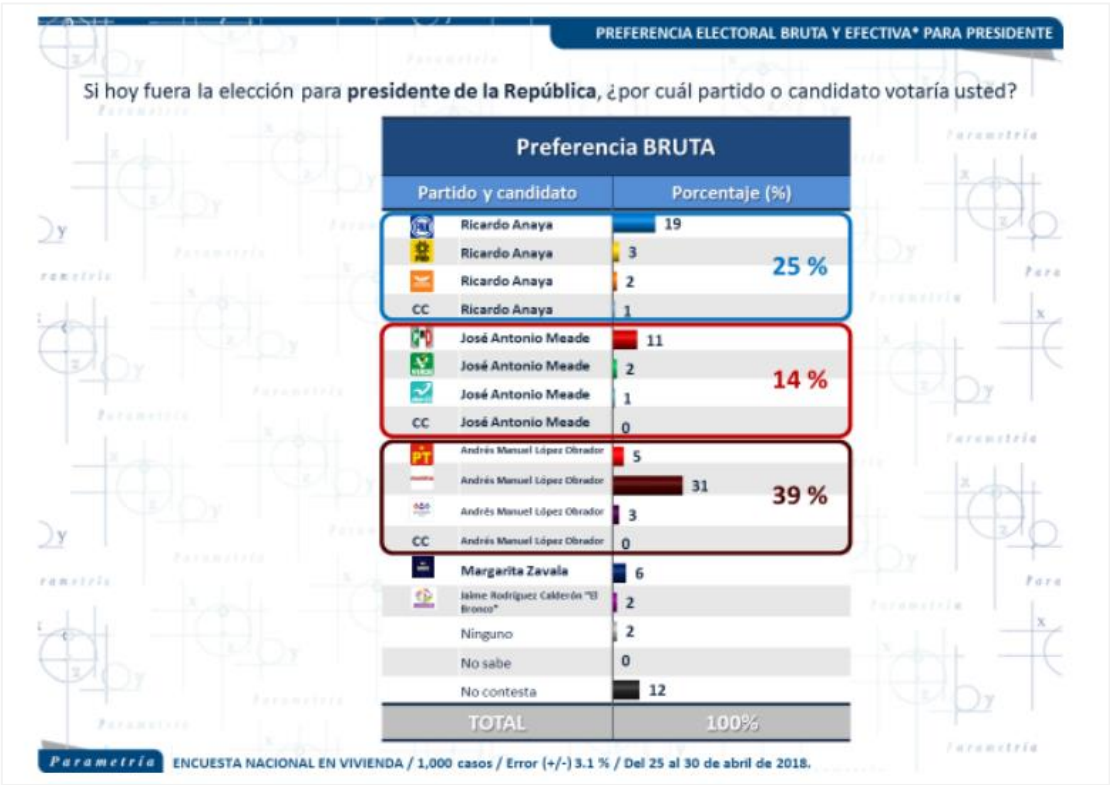 PREFERENCIA ELECTORAL BRUTA Y EFECTIVA* PARA PRESIDENTE
Si hoy fuera la elección para presidente de la República, ¿por cuál partido o candidato votaría usted?
Preferencia BRUTA
Partido y candidato Porcentaje (%)
PAN Ricardo Anaya 19
PRD Ricardo Anaya 3
25 %
Ricardo Anaya 2
CC Ricardo Anaya 1
PRI José Antonio Meade 11
VERDE José Antonio Meade 2
14 %
José Antonio Meade 1
CC José Antonio Meade 0
PT Andrés Manuel López Obrador 5
morena Andrés Manuel López Obrador 31
39 %
Andrés Manuel López Obrador 3
CC Andrés Manuel López Obrador 0
Margarita Zavala 6
Jaime Rodríguez Calderón "El
Bronco" 2
Ninguno 2
No sabe 0
No contesta 12
TOTAL 100%
Parametría ENCUESTA NACIONAL EN VIVIENDA / 1,000 casos / Error (+/-) 3.1 % / Del 25 al 30 de abril de 2018.